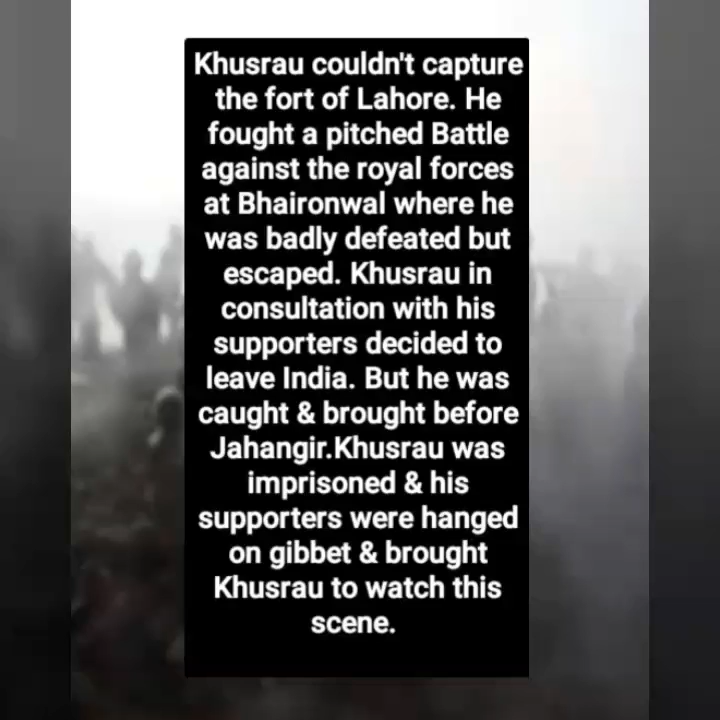 Khusrau couldn't capture
the fort of Lahore. He
fought a pitched Battle
against the royal forces
at Bhaironwal where he
was badly defeated but
escaped. Khusrau in
consultation with his
supporters decided to
leave India. But he was
caught & brought before
Jahangir.Khusrau was
imprisoned & his
supporters were hanged
on gibbet & brought
Khusrau to watch this
scene.